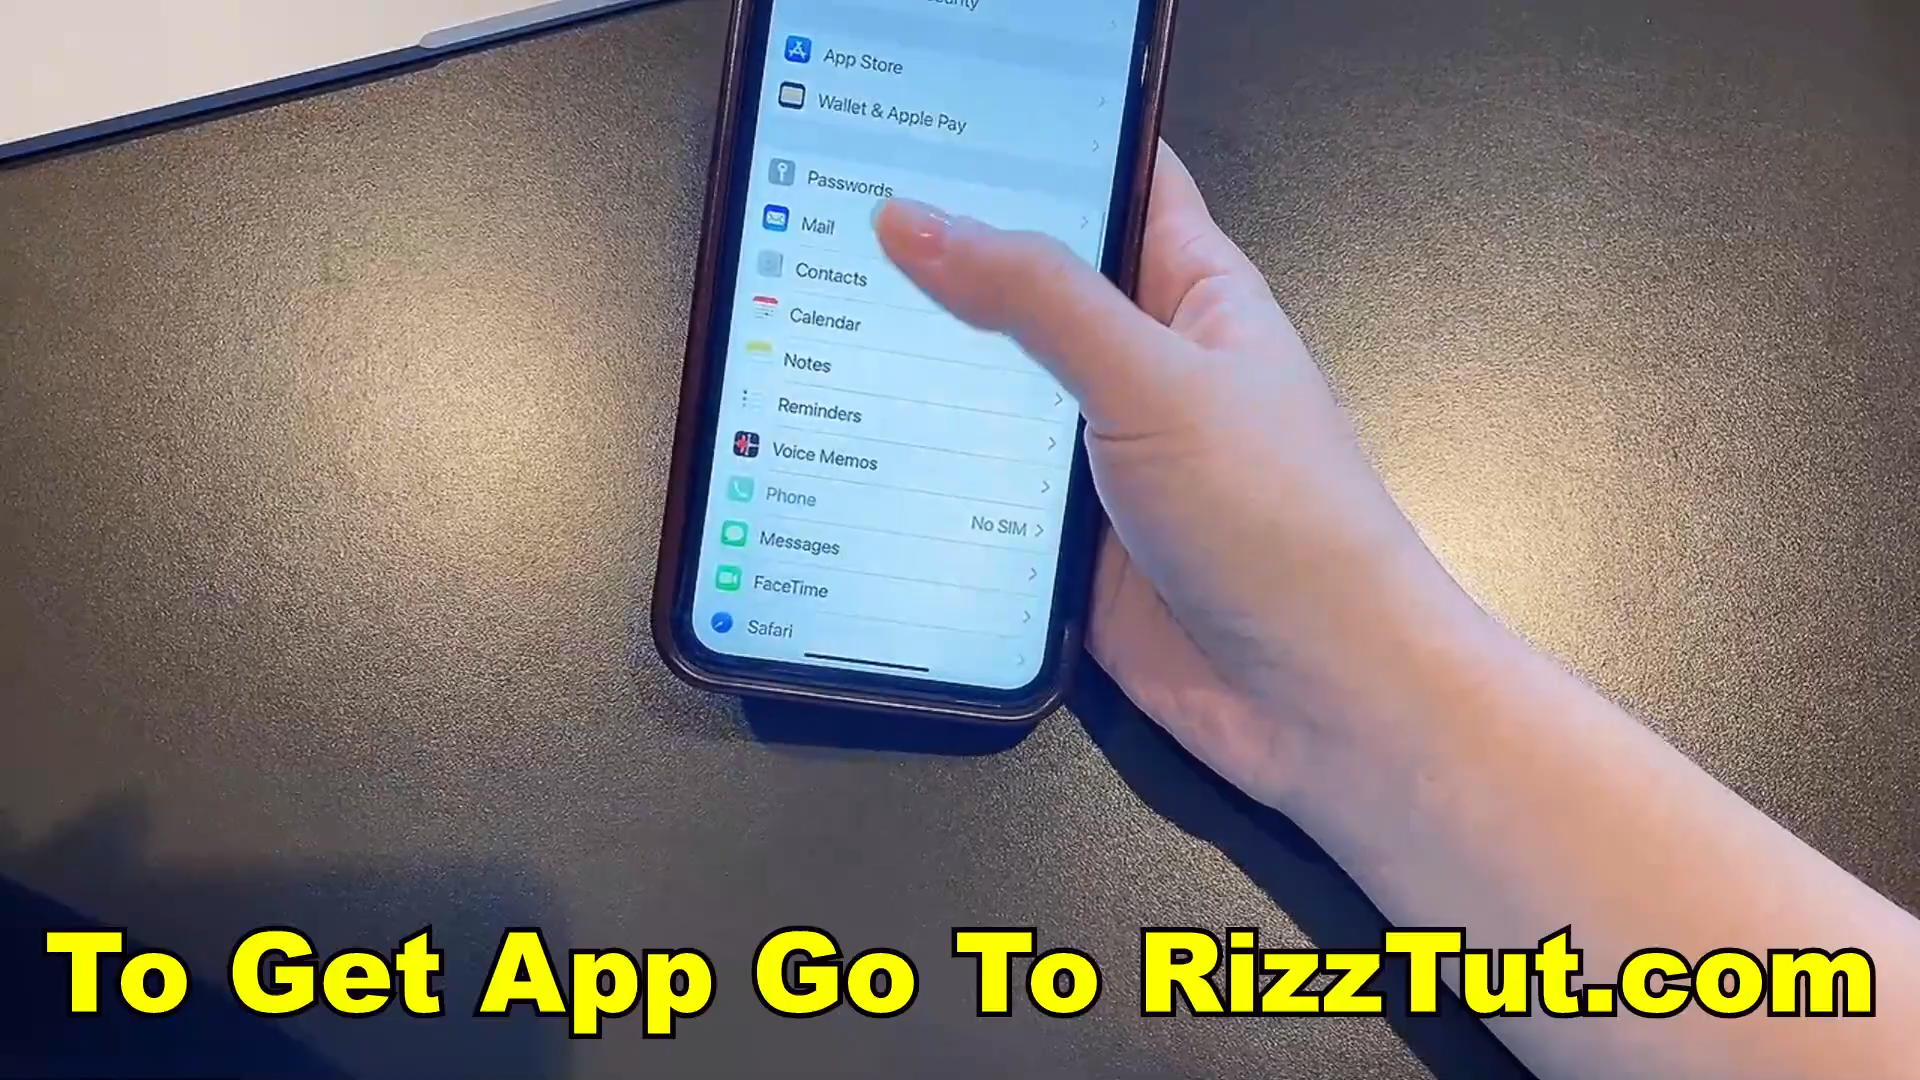 App Store
Wallet & Apple Pay
Passwords
Mail
Contacts
Calendar
Notes
Reminders
Voice Memos
Phone
No SIM
Messages
FaceTime
Safari
To Get App Go To RizzTut.com